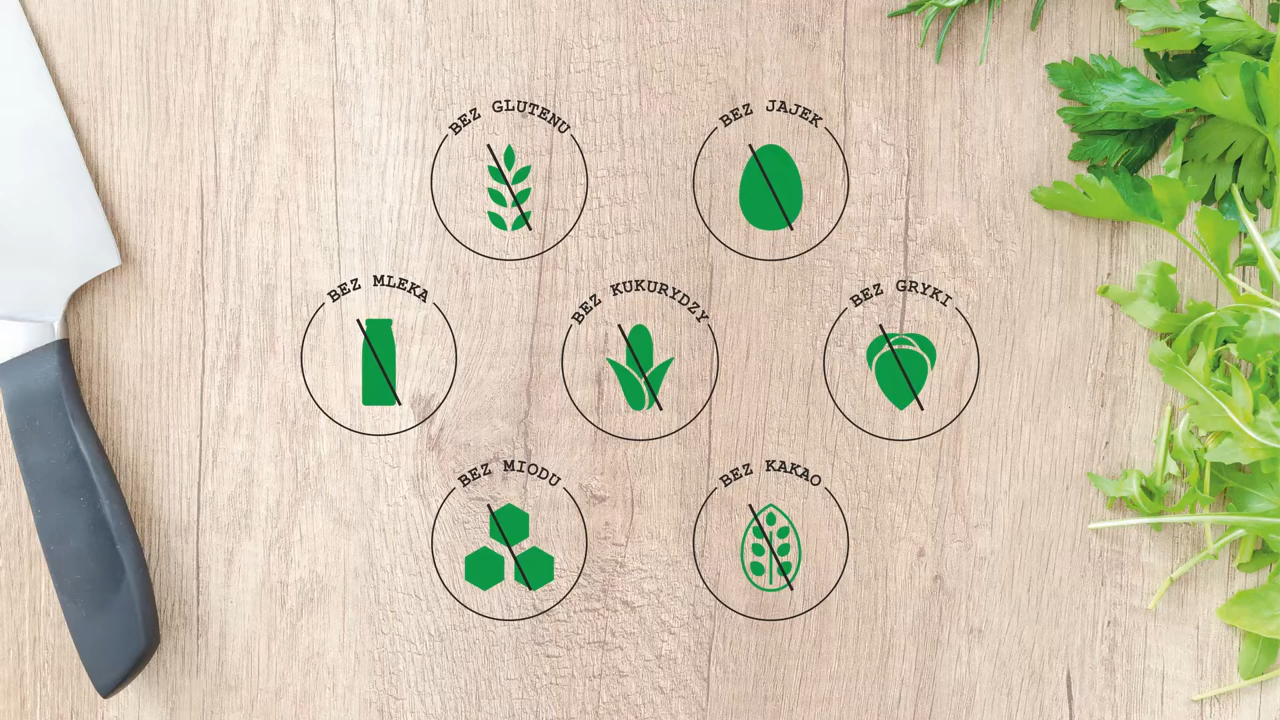 BEZ GLUTENU
BEZ JAJEK
BEZ MLEKA
BEZ KUKURYDZY
BEZ GRYKI
BEZ MIODU
BEZ KAKAO